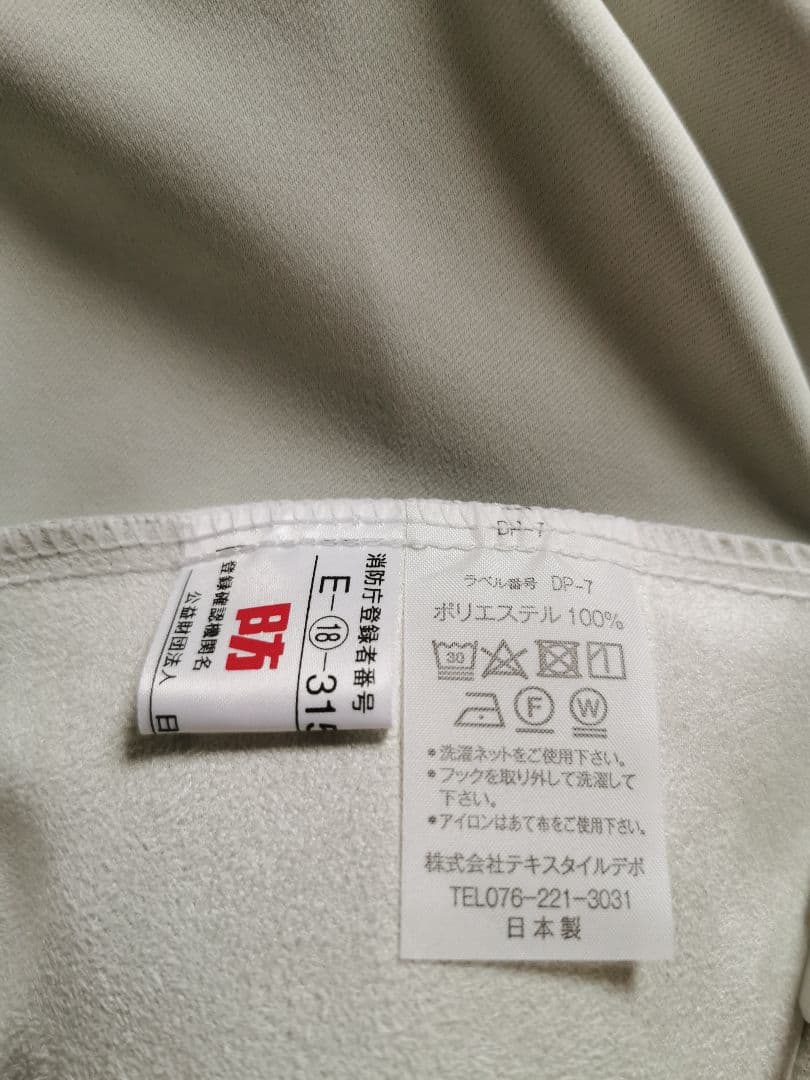 DP-7
ラベル番号 DP-7
ポリエステル 100%
30
F W
*洗濯ネットをご使用下さい。
*フックを取り外して洗濯して
下さい。
*アイロンはあて布をご使用下さい。
株式会社テキスタイルデポ
TEL076-221-3031
日本製
消防庁登録者番号
E-⑱-315
防
登録確認機関名
公益財団法人 日